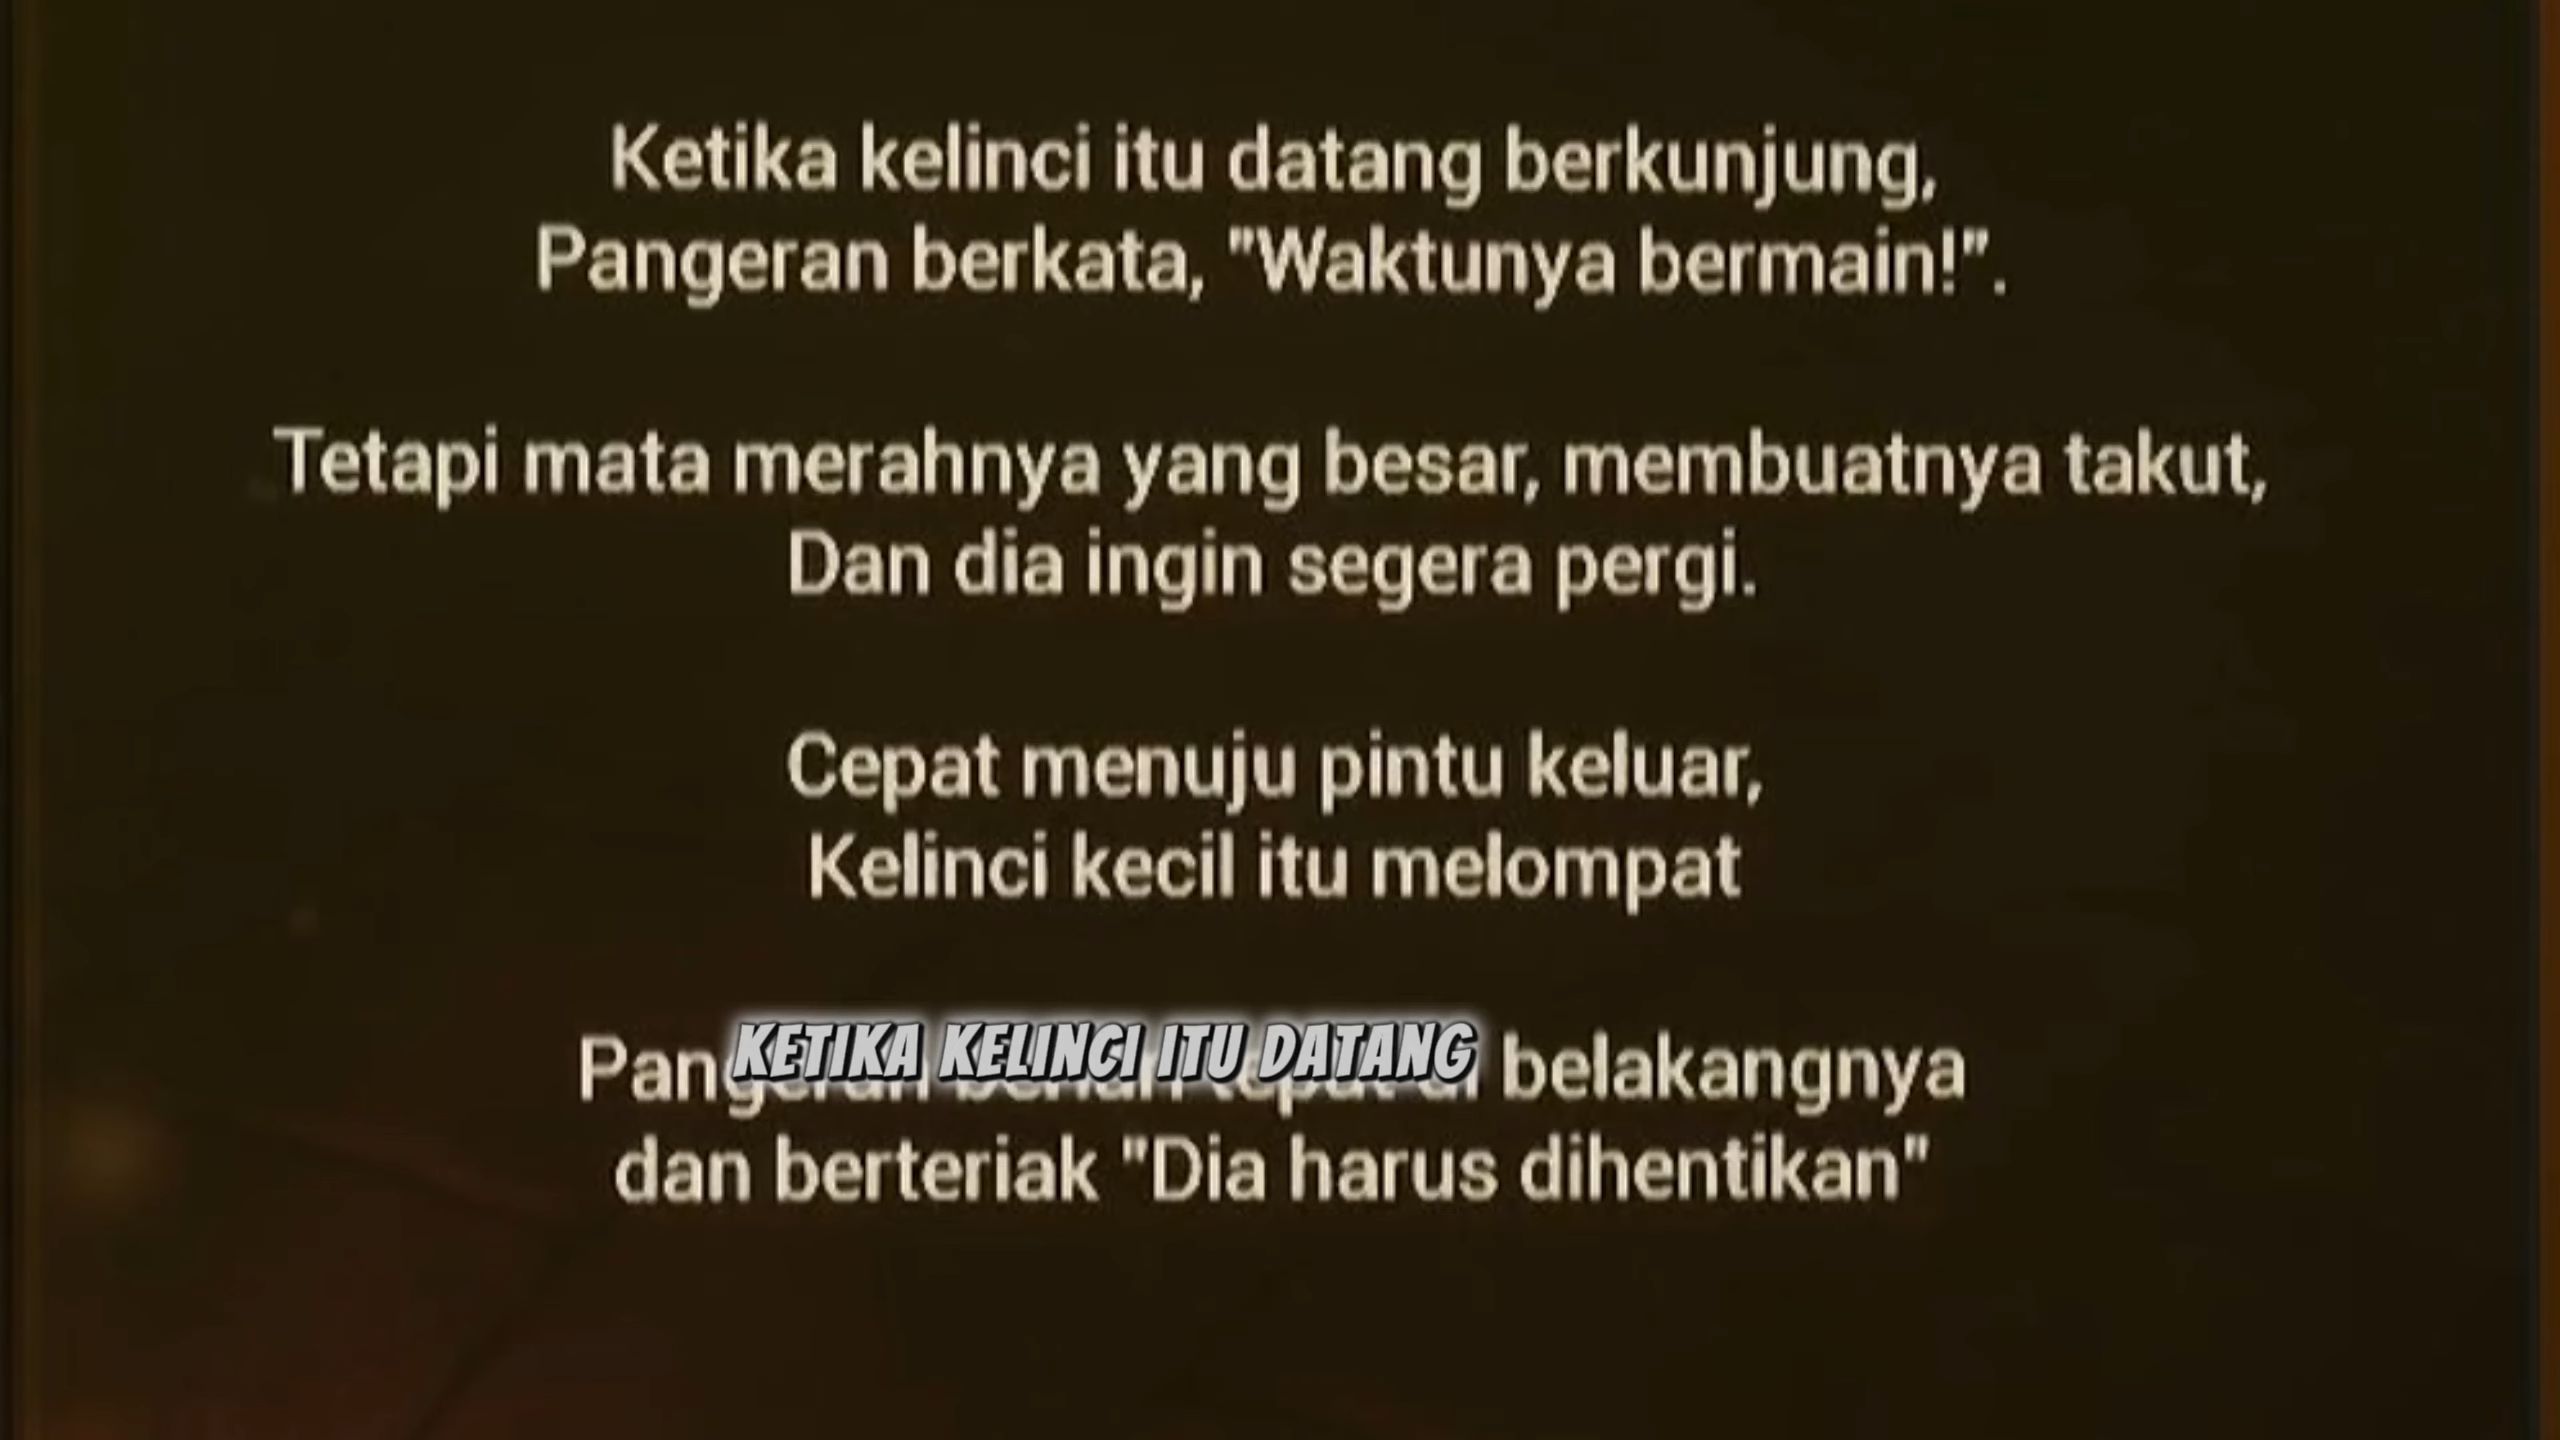 Ketika kelinci itu datang berkunjung,
Pangeran berkata, "Waktunya bermain!".
Tetapi mata merahnya yang besar, membuatnya takut,
Dan dia ingin segera pergi.
Cepat menuju pintu keluar,
Kelinci kecil itu melompat
KETIKA KELINCI ITU DATANG
belakangnya
dan berteriak "Dia harus dihentikan"